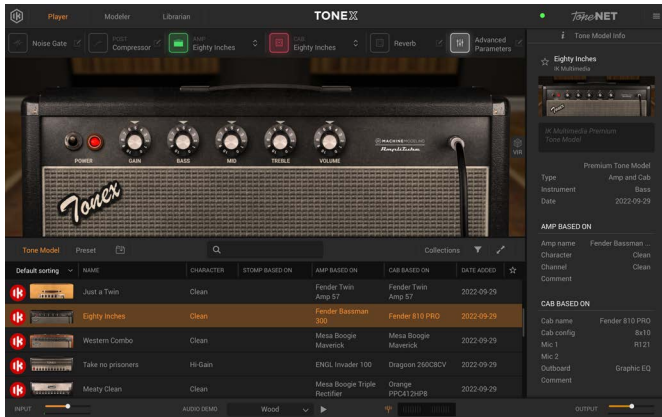 Player
Modeler
Librarian
TONEX
ToneNET
Noise Gate
POST
Compressor
AMP
Eighty Inches
CAB
Eighty Inches
Reverb
Advanced
Parameters
i Tone Model Info
Eighty Inches
IK Multimedia
IK Multimedia Premium
Tone Model
Premium Tone Model
Type Amp and Cab
Instrument Bass
Date 2022-09-29
AMP BASED ON
Amp name Fender Bassman ...
Character Clean
Channel Clean
Comment
CAB BASED ON
Cab name Fender 810 PRO
Cab config 8x10
Mic 1 R121
Mic 2
Outboard Graphic EQ
Comment
POWER
GAIN
BASS
MID
TREBLE
VOLUME
MACHINE MODELING
AmpliTube
VIR
Tonex
Tone Model
Preset
Collections
Default sorting
NAME
CHARACTER
STOMP BASED ON
AMP BASED ON
CAB BASED ON
DATE ADDED
Just a Twin
Clean
Fender Twin
Amp 57
Fender Twin
Amp 57
2022-09-29
Eighty Inches
Clean
Fender Bassman
300
Fender 810 PRO
2022-09-29
Western Combo
Clean
Mesa Boogie
Maverick
Mesa Boogie
Maverick
2022-09-29
Take no prisoners
Hi-Gain
ENGL Invader 100
Dragoon 260C8CV
2022-09-29
Meaty Clean
Clean
Mesa Boogie Triple
Rectifier
Orange
PPC412HP8
2022-09-29
INPUT
AUDIO DEMO
Wood
OUTPUT